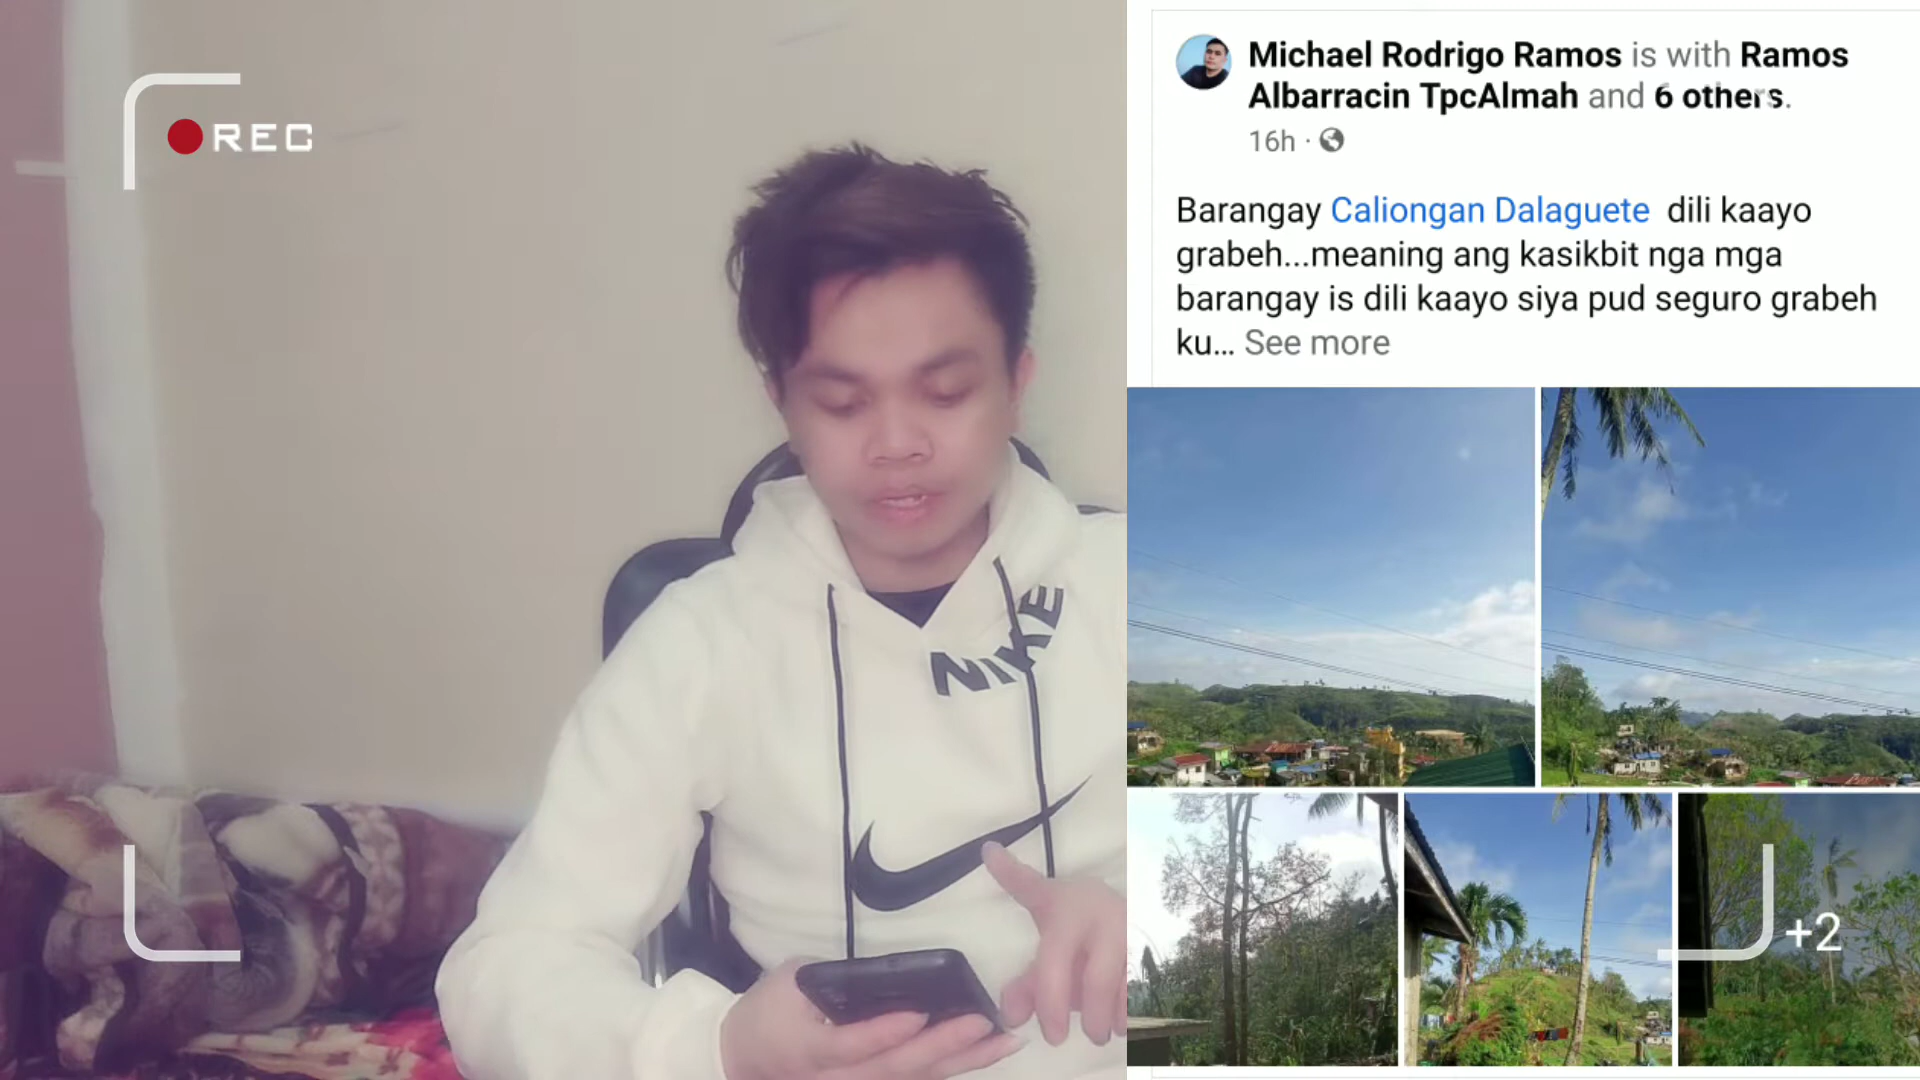 REC
NIKE
Michael Rodrigo Ramos is with Ramos
Albarracin TpcAlmah and 6 others.
16h ·
Barangay Caliongan Dalaguete dili kaayo
grabeh...meaning ang kasikbit nga mga
barangay is dili kaayo siya pud seguro grabeh
ku... See more
+2